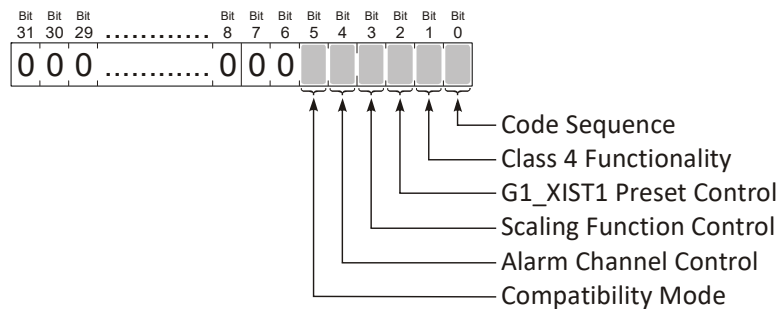 Bit Bit Bit Bit Bit Bit Bit Bit Bit Bit Bit Bit
31 30 29 ............ 8 7 6 5 4 3 2 1 0
0 0 0 ............ 0 0 0
Code Sequence
Class 4 Functionality
G1_XIST1 Preset Control
Scaling Function Control
Alarm Channel Control
Compatibility Mode